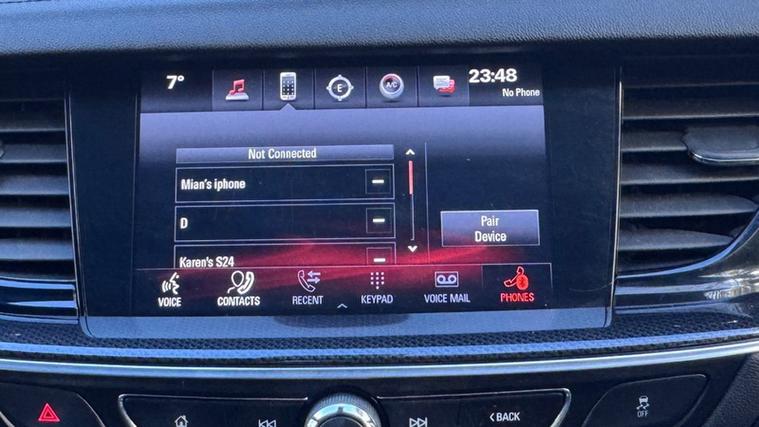 7°
E
A/C
23:48
No Phone
Not Connected
Mian's iphone
D
Karen's S24
Pair
Device
VOICE
CONTACTS
RECENT
KEYPAD
VOICE MAIL
PHONES
BACK
OFF